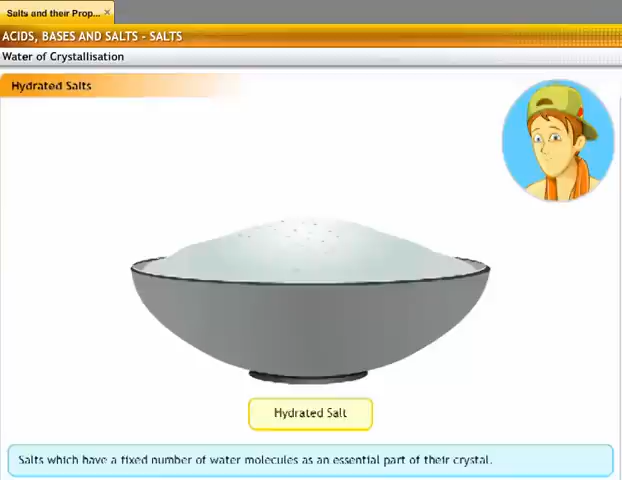 Salts and their Prop...
ACIDS, BASES AND SALTS - SALTS
Water of Crystallisation
Hydrated Salts
Hydrated Salt
Salts which have a fixed number of water molecules as an essential part of their crystal.